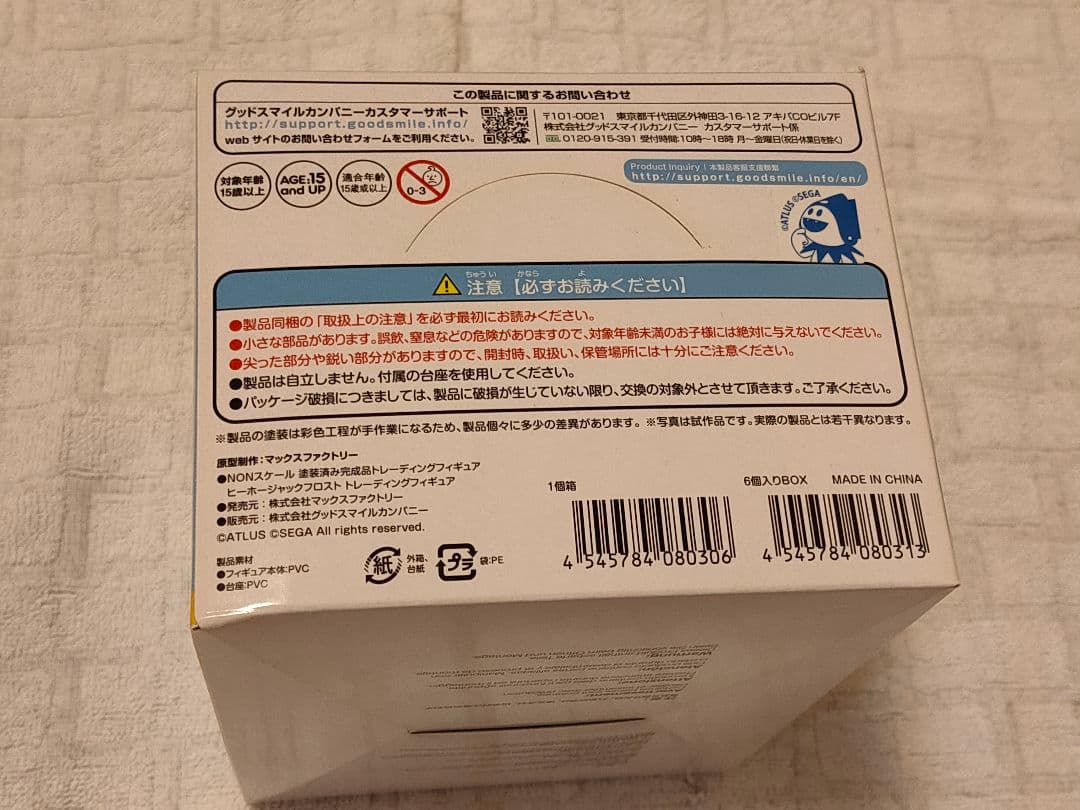 この製品に関するお問い合わせ
グッドスマイルカンパニーカスタマーサポート
http://support.goodsmile.info/
webサイトのお問い合わせフォームをご利用ください。
〒101-0021 東京都千代田区外神田3-16-12 アキバCOビル7F
株式会社グッドスマイルカンパニー カスタマーサポート係
0120-915-391 受付時間:10時~18時 月~金曜日(祝日・休業日を除く)
対象年齢
15歳以上
AGE:15
and UP
適合年齢
15歲或以上
0-3
Product Inquiry | 本製品客服支援聯繫
http://support.goodsmile.info/en/
©ATLUS ©SEGA
ちゅうい かなら よ
注意【必ずお読みください】
●製品同梱の「取扱上の注意」を必ず最初にお読みください。
●小さな部品があります。誤飲、窒息などの危険がありますので、対象年齢未満のお子様には絶対に与えないでください。
●尖った部分や鋭い部分がありますので、開封時、取扱い、保管場所には十分にご注意ください。
●製品は自立しません。付属の台座を使用してください。
●パッケージ破損につきましては、製品に破損が生じていない限り、交換の対象外とさせて頂きます。ご了承ください。
※製品の塗装は彩色工程が手作業になるため、製品個々に多少の差異があります。 ※写真は試作品です。実際の製品とは若干異なります。
原型制作:マックスファクトリー
●NONスケール 塗装済み完成品トレーディングフィギュア
ヒーホージャックフロスト トレーディングフィギュア
●発売元:株式会社マックスファクトリー
●販売元:株式会社グッドスマイルカンパニー
©ATLUS ©SEGA All rights reserved.
製品素材
●フィギュア本体:PVC
●台座:PVC
紙
外箱、
台紙
プラ
袋:PE
1個箱
4 545784 080306
6個入りBOX MADE IN CHINA
4 545784 080313